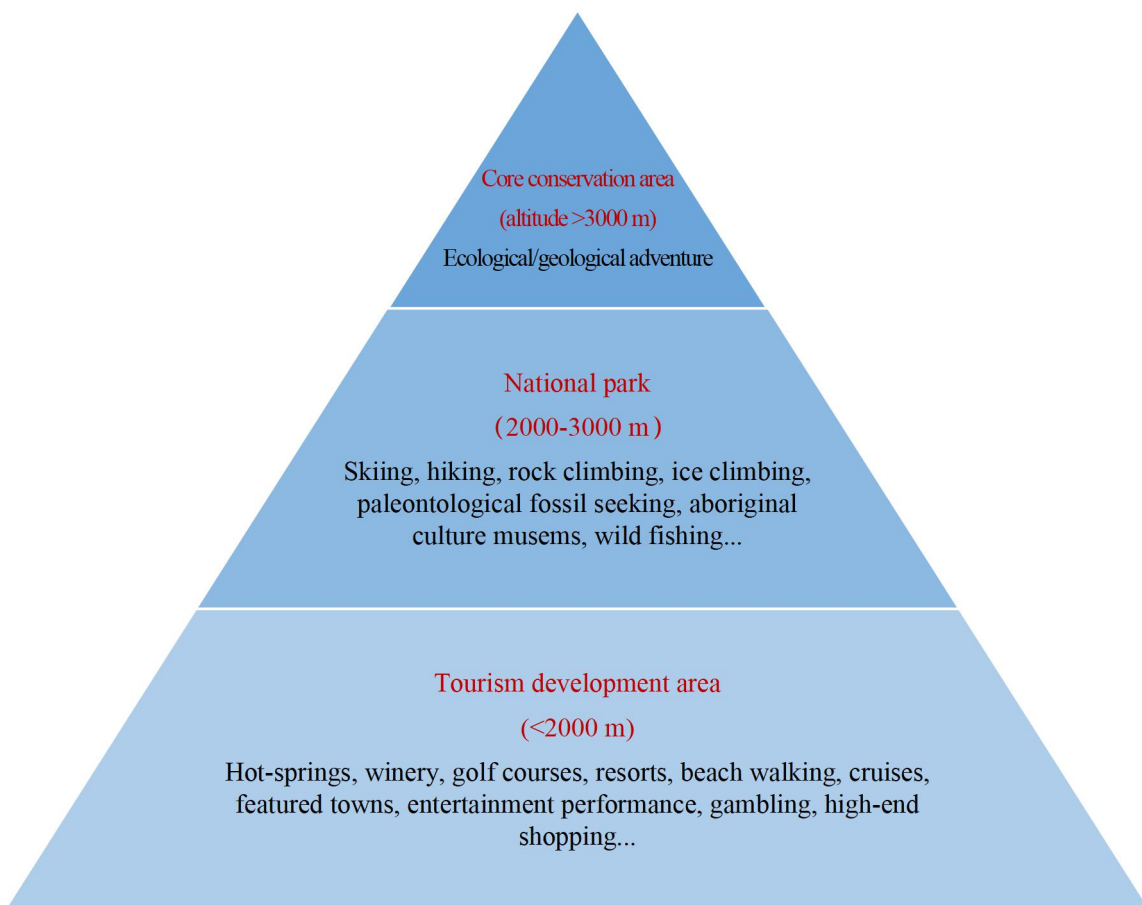 Core conservation area
(altitude >3000 m)
Ecological/geological adventure
National park
(2000-3000 m)
Skiing, hiking, rock climbing, ice climbing,
paleontological fossil seeking, aboriginal
culture musems, wild fishing...
Tourism development area
(<2000 m)
Hot-springs, winery, golf courses, resorts, beach walking, cruises,
featured towns, entertainment performance, gambling, high-end
shopping...